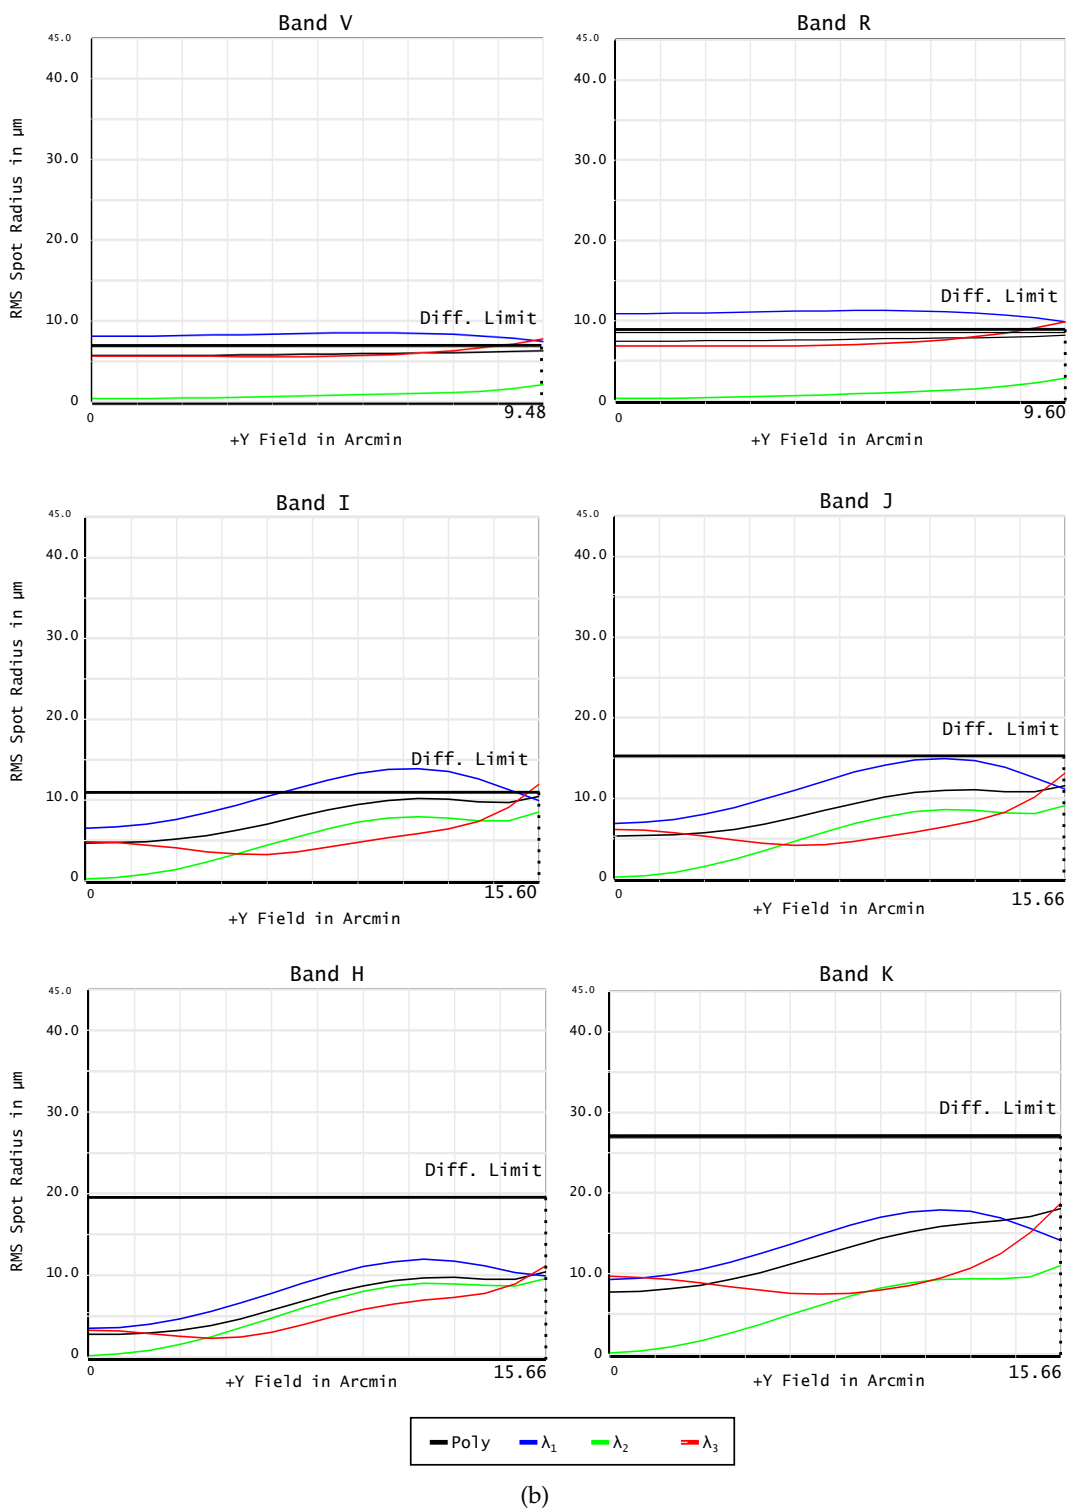 Band V
45.0
40.0
30.0
20.0
10.0
0
RMS Spot Radius in µm
Diff. Limit
0
9.48
+Y Field in Arcmin
Band R
45.0
40.0
30.0
20.0
10.0
0
Diff. Limit
0
9.60
+Y Field in Arcmin
Band I
45.0
40.0
30.0
20.0
10.0
0
RMS Spot Radius in µm
Diff. Limit
0
15.60
+Y Field in Arcmin
Band J
45.0
40.0
30.0
20.0
10.0
0
Diff. Limit
0
15.66
+Y Field in Arcmin
Band H
45.0
40.0
30.0
20.0
10.0
0
RMS Spot Radius in µm
Diff. Limit
0
15.66
+Y Field in Arcmin
Band K
45.0
40.0
30.0
20.0
10.0
0
Diff. Limit
0
15.66
+Y Field in Arcmin
Poly λ₁ λ₂ λ₃
(b)